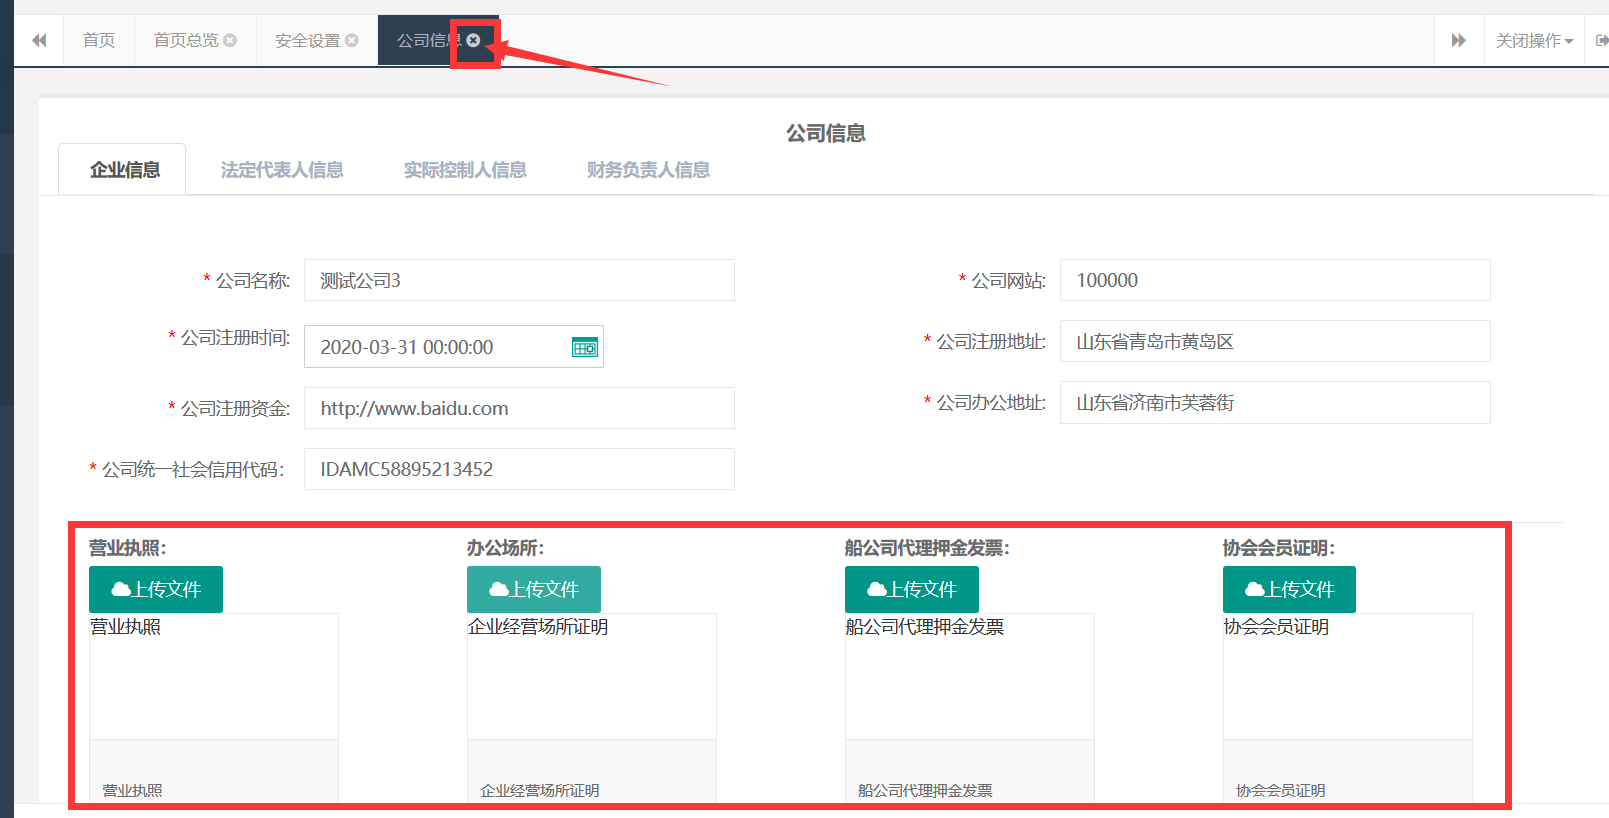 首页 首页总览 安全设置 公司信息 关闭操作
公司信息
企业信息 法定代表人信息 实际控制人信息 财务负责人信息
* 公司名称: 测试公司3 * 公司网站: 100000
* 公司注册时间: 2020-03-31 00:00:00 * 公司注册地址: 山东省青岛市黄岛区
* 公司注册资金: http://www.baidu.com * 公司办公地址: 山东省济南市芙蓉街
* 公司统一社会信用代码： IDAMC58895213452
营业执照： 办公场所： 船公司代理押金发票： 协会会员证明：
上传文件 上传文件 上传文件 上传文件
营业执照 企业经营场所证明 船公司代理押金发票 协会会员证明
营业执照 企业经营场所证明 船公司代理押金发票 协会会员证明